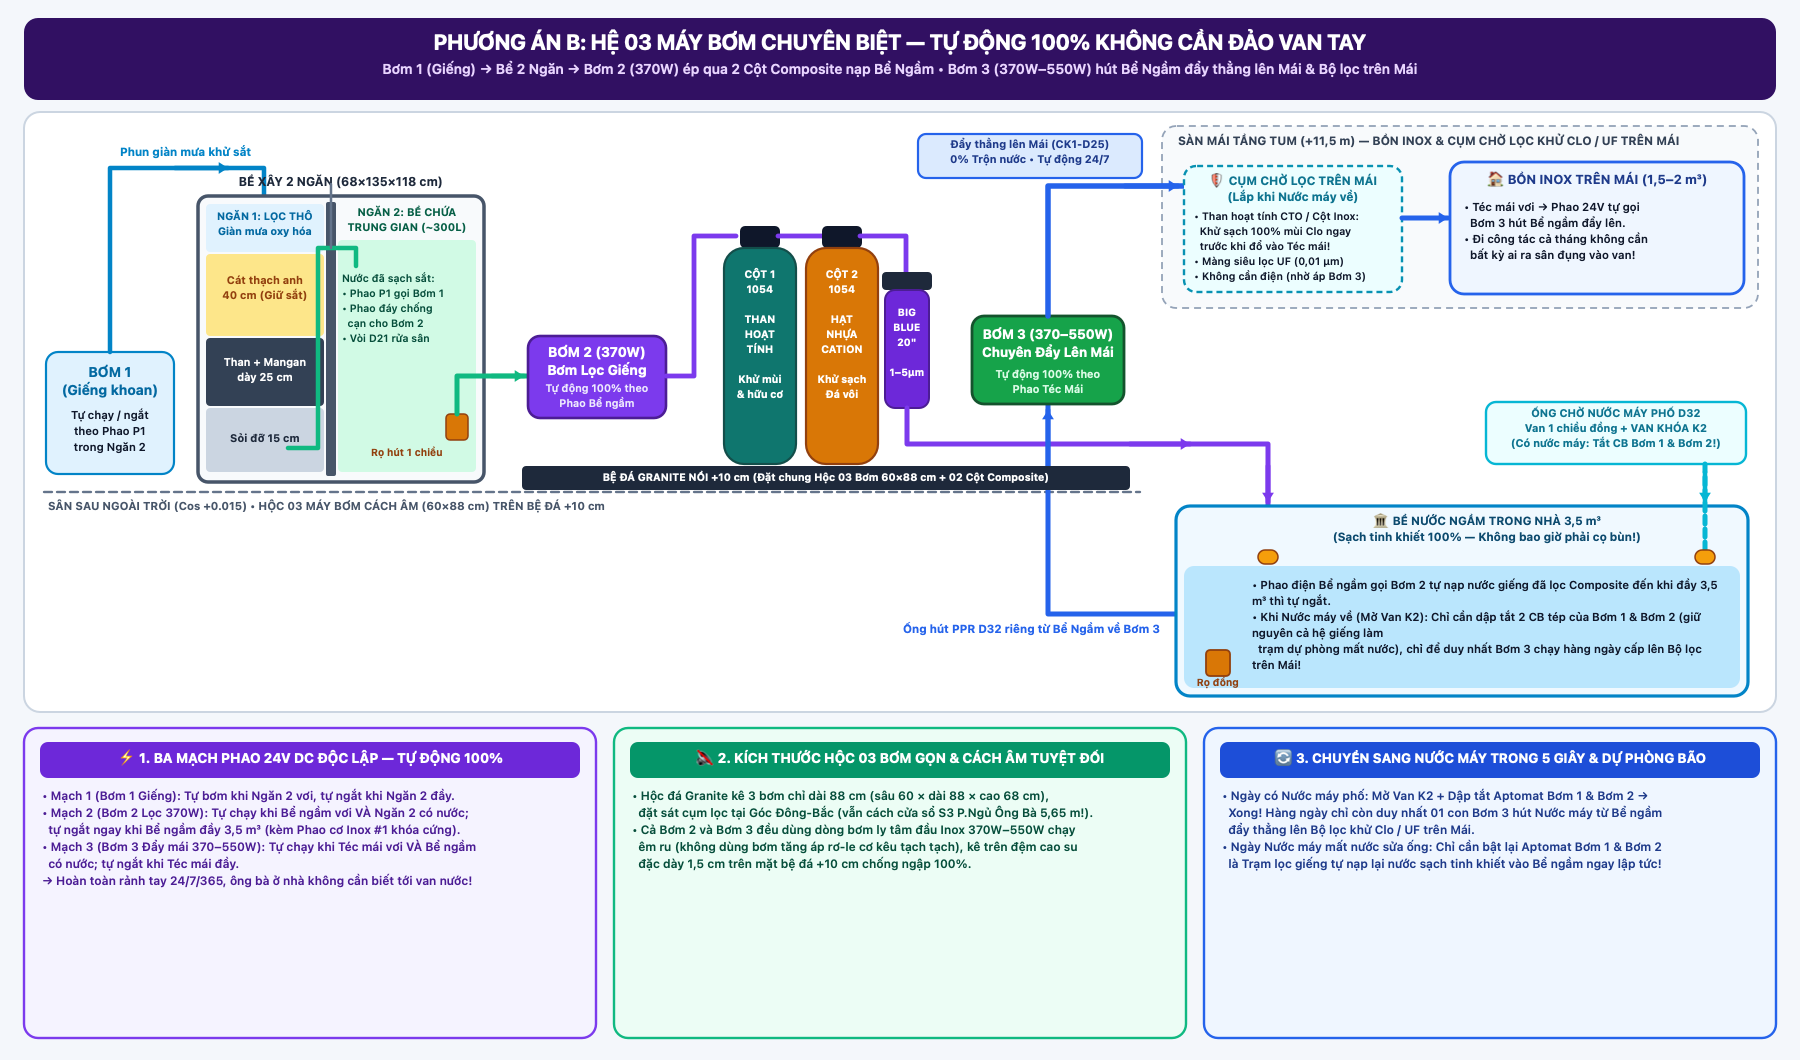 PHƯƠNG ÁN B: HỆ 03 MÁY BƠM CHUYÊN BIỆT — TỰ ĐỘNG 100% KHÔNG CẦN ĐẢO VAN TAY
Bơm 1 (Giếng) → Bể 2 Ngăn → Bơm 2 (370W) ép qua 2 Cột Composite nạp Bể Ngầm • Bơm 3 (370W–550W) hút Bể Ngầm đẩy thẳng lên Mái & Bộ lọc trên Mái
Phun giàn mưa khử sắt
BỂ XÂY 2 NGĂN (68×135×118 cm)
NGĂN 1: LỌC THÔ
Giàn mưa oxy hóa
Cát thạch anh
40 cm (Giữ sắt)
Than + Mangan
dày 25 cm
Sỏi đỡ 15 cm
NGĂN 2: BỂ CHỨA
TRUNG GIAN (~300L)
Nước đã sạch sắt:
• Phao P1 gọi Bơm 1
• Phao đáy chống
cạn cho Bơm 2
• Vòi D21 rửa sân
Rọ hút 1 chiều
BƠM 1
(Giếng khoan)
Tự chạy / ngắt
theo Phao P1
trong Ngăn 2
BƠM 2 (370W)
Bơm Lọc Giếng
Tự động 100% theo
Phao Bể ngầm
CỘT 1
1054
THAN
HOẠT
TÍNH
Khử mùi
& hữu cơ
CỘT 2
1054
HẠT
NHỰA
CATION
Khử sạch
Đá vôi
BIG
BLUE
20"
1–5µm
Đẩy thẳng lên Mái (CK1-D25)
0% Trộn nước • Tự động 24/7
BƠM 3 (370–550W)
Chuyên Đẩy Lên Mái
Tự động 100% theo
Phao Téc Mái
SÀN MÁI TẦNG TUM (+11,5 m) — BỒN INOX & CỤM CHỜ LỌC KHỬ CLO / UF TRÊN MÁI
🛡️ CỤM CHỜ LỌC TRÊN MÁI
(Lắp khi Nước máy về)
• Than hoạt tính CTO / Cột Inox:
Khử sạch 100% mùi Clo ngay
trước khi đổ vào Téc mái!
• Màng siêu lọc UF (0,01 µm)
• Không cần điện (nhờ áp Bơm 3)
🏠 BỒN INOX TRÊN MÁI (1,5–2 m³)
• Téc mái vơi → Phao 24V tự gọi
Bơm 3 hút Bể ngầm đẩy lên.
• Đi công tác cả tháng không cần
bất kỳ ai ra sân đụng vào van!
ỐNG CHỜ NƯỚC MÁY PHỐ D32
Van 1 chiều đồng + VAN KHÓA K2
(Có nước máy: Tắt CB Bơm 1 & Bơm 2!)
BỆ ĐÁ GRANITE NỔI +10 cm (Đặt chung Hộc 03 Bơm 60×88 cm + 02 Cột Composite)
SÂN SAU NGOÀI TRỜI (Cos +0.015) • HỘC 03 MÁY BƠM CÁCH ÂM (60×88 cm) TRÊN BỆ ĐÁ +10 cm
Ống hút PPR D32 riêng từ Bể Ngầm về Bơm 3
🏛️ BỂ NƯỚC NGẦM TRONG NHÀ 3,5 m³
(Sạch tinh khiết 100% — Không bao giờ phải cọ bùn!)
• Phao điện Bể ngầm gọi Bơm 2 tự nạp nước giếng đã lọc Composite đến khi đầy 3,5
m³ thì tự ngắt.
• Khi Nước máy về (Mở Van K2): Chỉ cần dập tắt 2 CB tép của Bơm 1 & Bơm 2 (giữ
nguyên cả hệ giếng làm
trạm dự phòng mất nước), chỉ để duy nhất Bơm 3 chạy hàng ngày cấp lên Bộ lọc
trên Mái!
Rọ đồng
⚡ 1. BA MẠCH PHAO 24V DC ĐỘC LẬP — TỰ ĐỘNG 100%
• Mạch 1 (Bơm 1 Giếng): Tự bơm khi Ngăn 2 vơi, tự ngắt khi Ngăn 2 đầy.
• Mạch 2 (Bơm 2 Lọc 370W): Tự chạy khi Bể ngầm vơi VÀ Ngăn 2 có nước;
tự ngắt ngay khi Bể ngầm đầy 3,5 m³ (kèm Phao cơ Inox #1 khóa cứng).
• Mạch 3 (Bơm 3 Đẩy mái 370–550W): Tự chạy khi Téc mái vơi VÀ Bể ngầm
có nước; tự ngắt khi Téc mái đầy.
→ Hoàn toàn rảnh tay 24/7/365, ông bà ở nhà không cần biết tới van nước!
2. KÍCH THƯỚC HỘC 03 BƠM GỌN & CÁCH ÂM TUYỆT ĐỐI
• Hộc đá Granite kê 3 bơm chỉ dài 88 cm (sâu 60 × dài 88 × cao 68 cm),
đặt sát cụm lọc tại Góc Đông-Bắc (vẫn cách cửa sổ S3 P.Ngủ Ông Bà 5,65 m!).
• Cả Bơm 2 và Bơm 3 đều dùng dòng bơm ly tâm đầu Inox 370W–550W chạy
êm ru (không dùng bơm tăng áp rơ-le cơ kêu tạch tạch), kê trên đệm cao su
đặc dày 1,5 cm trên mặt bệ đá +10 cm chống ngập 100%.
🔄 3. CHUYỂN SANG NƯỚC MÁY TRONG 5 GIÂY & DỰ PHÒNG BÃO
• Ngày có Nước máy phố: Mở Van K2 + Dập tắt Aptomat Bơm 1 & Bơm 2 →
Xong! Hàng ngày chỉ còn duy nhất 01 con Bơm 3 hút Nước máy từ Bể ngầm
đẩy thẳng lên Bộ lọc khử Clo / UF trên Mái.
• Ngày Nước máy mất nước sửa ống: Chỉ cần bật lại Aptomat Bơm 1 & Bơm 2
là Trạm lọc giếng tự nạp lại nước sạch tinh khiết vào Bể ngầm ngay lập tức!